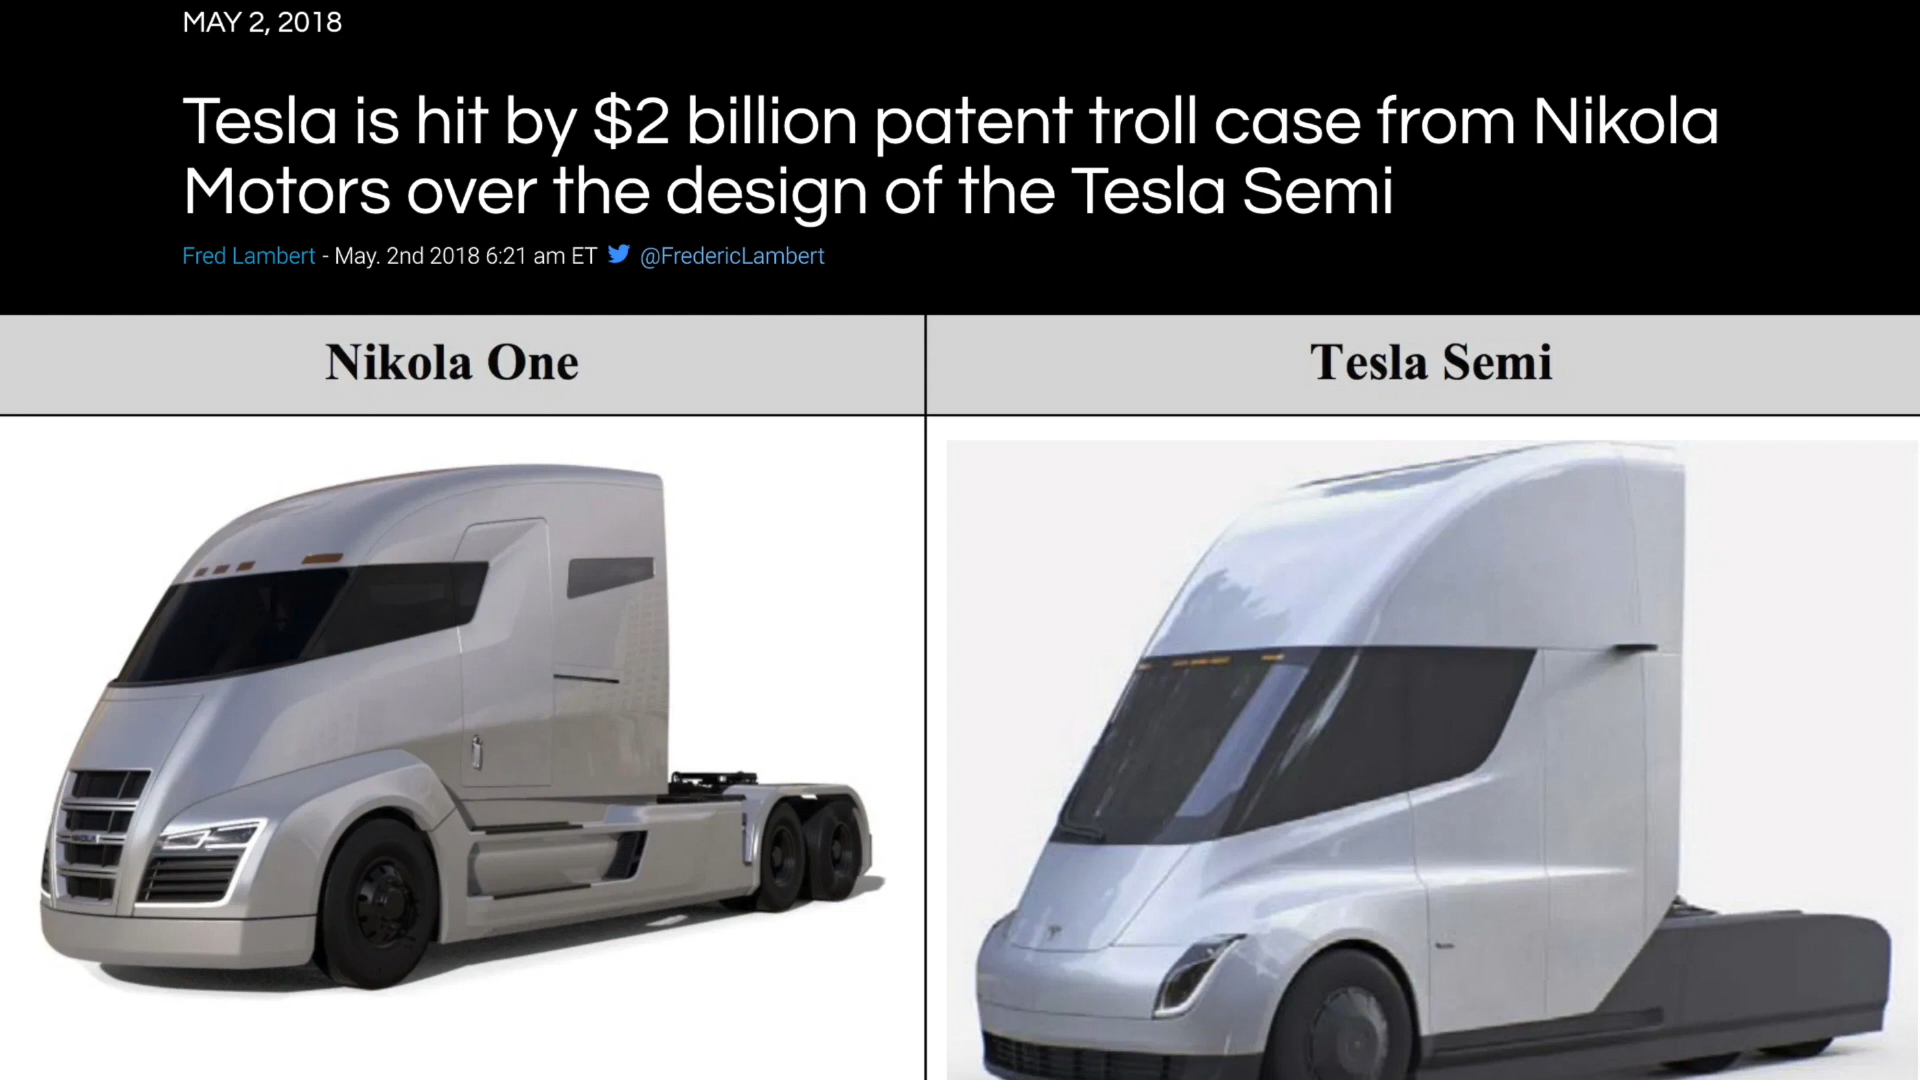 MAY 2, 2018
Tesla is hit by $2 billion patent troll case from Nikola
Motors over the design of the Tesla Semi
Fred Lambert - May. 2nd 2018 6:21 am ET @FredericLambert
Nikola One
Tesla Semi